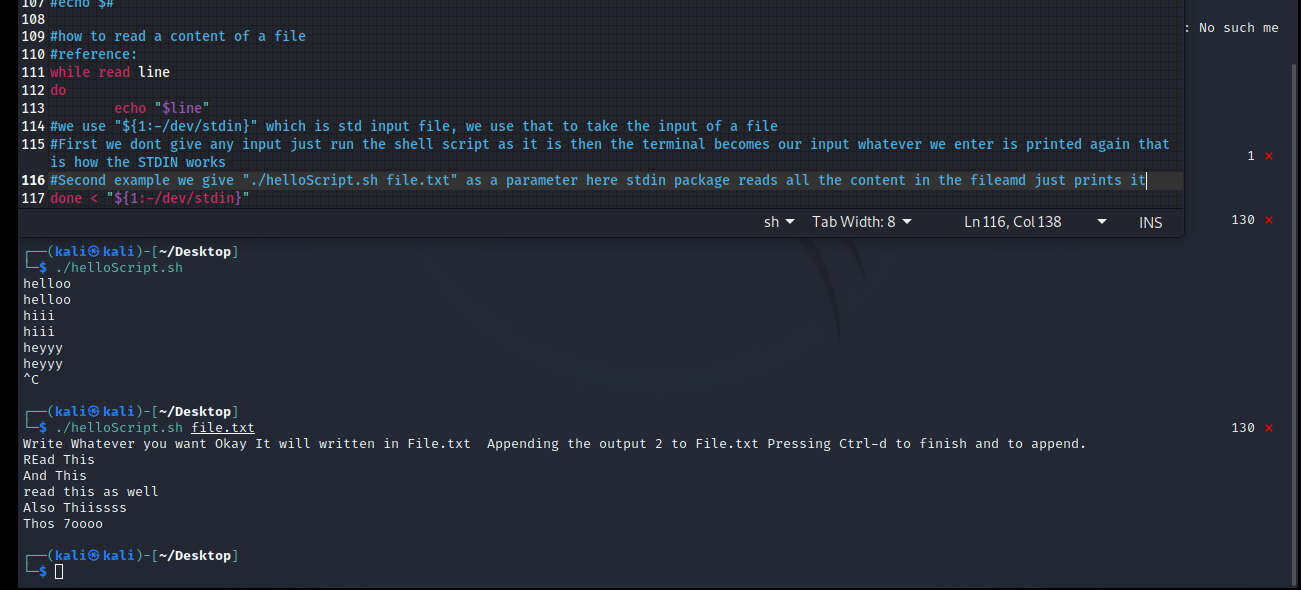 107 #echo $#
: No such me
108
109 #how to read a content of a file
110 #reference:
111 while read line
112 do
113         echo "$line"
114 #we use "${1:-/dev/stdin}" which is std input file, we use that to take the input of a file
115 #First we dont give any input just run the shell script as it is then the terminal becomes our input whatever we enter is printed again that
is how the STDIN works
1 ×
116 #Second example we give "./helloScript.sh file.txt" as a parameter here stdin package reads all the content in the fileamd just prints it
117 done < "${1:-/dev/stdin}"
sh Tab Width: 8 Ln 116, Col 138 INS
130 ×
┌──(kali㉿kali)-[~/Desktop]
└─$ ./helloScript.sh
helloo
helloo
hiii
hiii
heyyy
heyyy
^C
┌──(kali㉿kali)-[~/Desktop]
└─$ ./helloScript.sh file.txt
130 ×
Write Whatever you want Okay It will written in File.txt  Appending the output 2 to File.txt Pressing Ctrl-d to finish and to append.
REad This
And This
read this as well
Also Thiissss
Thos 7oooo
┌──(kali㉿kali)-[~/Desktop]
└─$